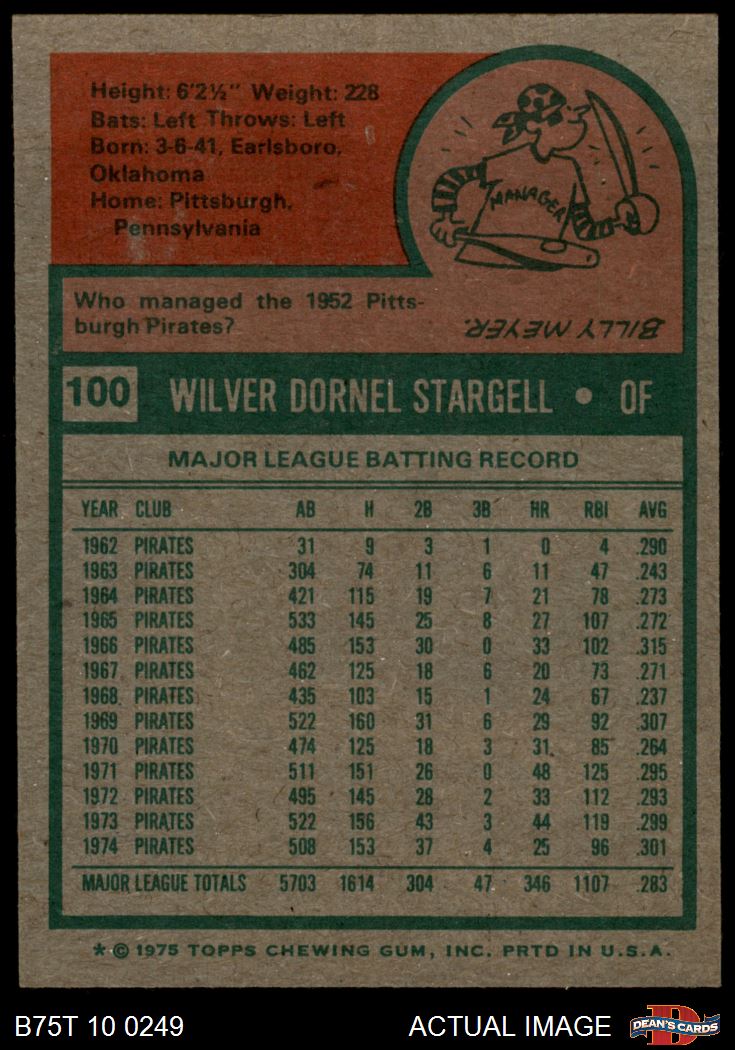 Height: 6'2½" Weight: 228
Bats: Left Throws: Left
Born: 3-6-41, Earlsboro,
Oklahoma
Home: Pittsburgh,
Pennsylvania
MANAGER
Who managed the 1952 Pitts-
burgh Pirates?
BILLY MEYER.
100 WILVER DORNEL STARGELL • OF
MAJOR LEAGUE BATTING RECORD
YEAR CLUB AB H 2B 3B HR RBI AVG
1962 PIRATES 31 9 3 1 0 4 .290
1963 PIRATES 304 74 11 6 11 47 .243
1964 PIRATES 421 115 19 7 21 78 .273
1965 PIRATES 533 145 25 8 27 107 .272
1966 PIRATES 485 153 30 0 33 102 .315
1967 PIRATES 462 125 18 6 20 73 .271
1968 PIRATES 435 103 15 1 24 67 .237
1969 PIRATES 522 160 31 6 29 92 .307
1970 PIRATES 474 125 18 3 31 85 .264
1971 PIRATES 511 151 26 0 48 125 .295
1972 PIRATES 495 145 28 2 33 112 .293
1973 PIRATES 522 156 43 3 44 119 .299
1974 PIRATES 508 153 37 4 25 96 .301
MAJOR LEAGUE TOTALS 5703 1614 304 47 346 1107 .283
* © 1975 TOPPS CHEWING GUM, INC. PRTD IN U.S.A.
B75T 10 0249 ACTUAL IMAGE D DEAN'S CARDS